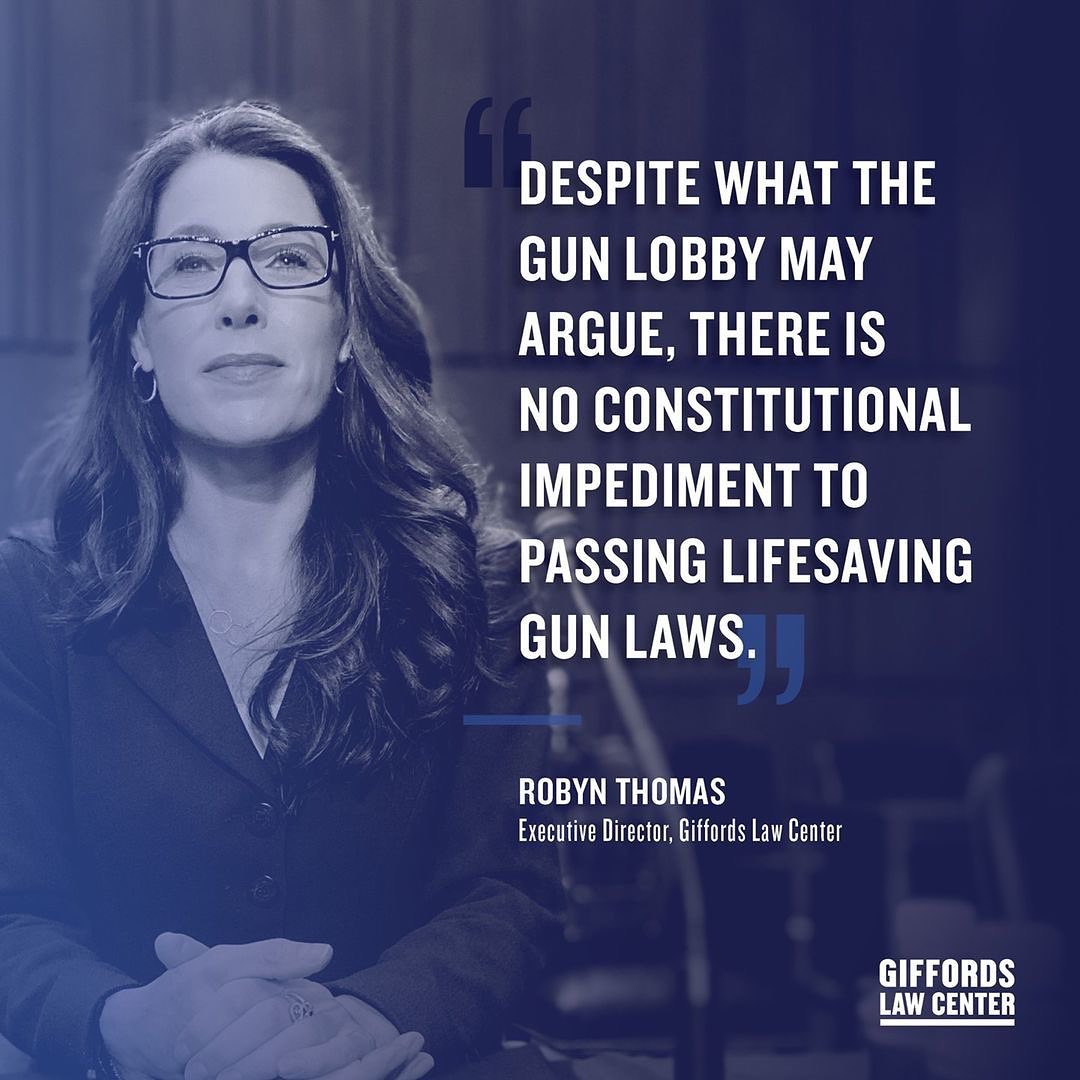 “DESPITE WHAT THE
GUN LOBBY MAY
ARGUE, THERE IS
NO CONSTITUTIONAL
IMPEDIMENT TO
PASSING LIFESAVING
GUN LAWS.”
ROBYN THOMAS
Executive Director, Giffords Law Center
GIFFORDS
LAW CENTER